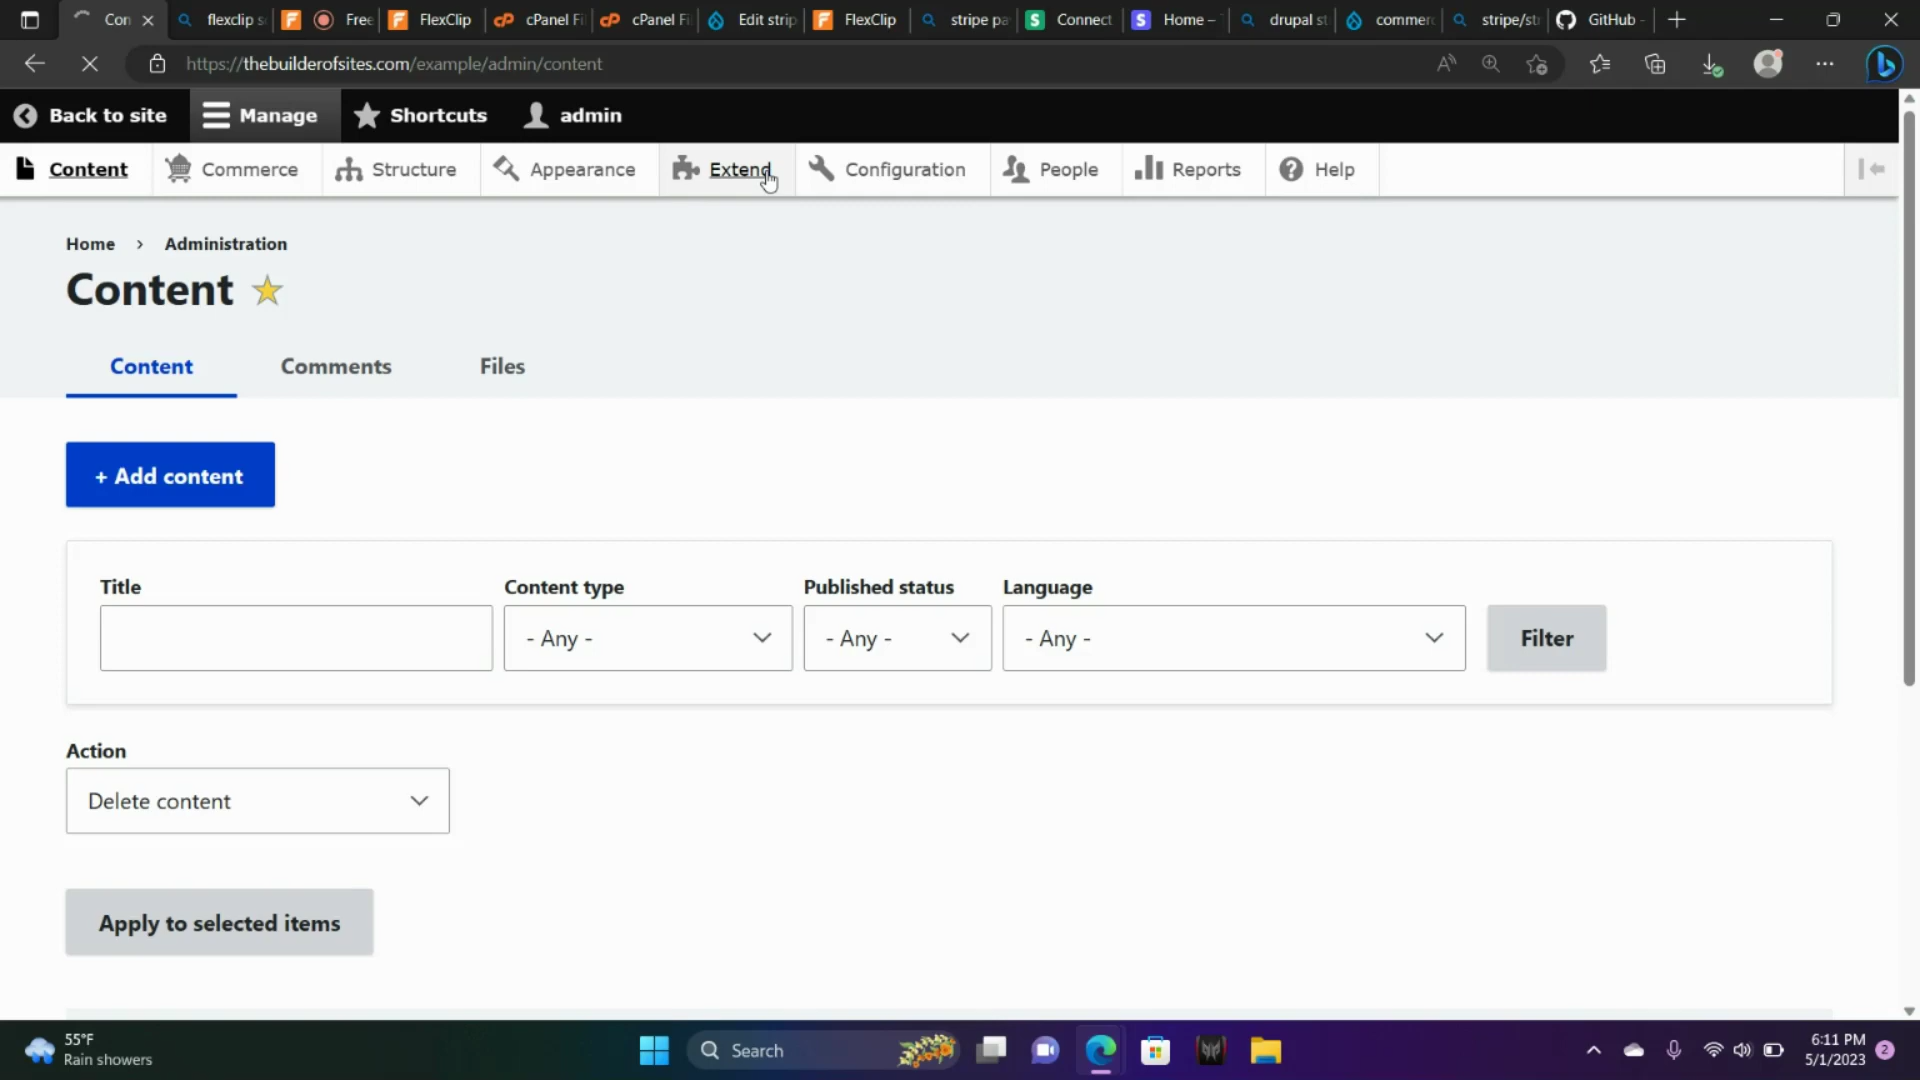 Con
flexclip s
Free
FlexClip
cPanel Fi
cPanel Fi
Edit strip
FlexClip
stripe pa
Connect
Home –
drupal st
commerc
stripe/str
GitHub -
https://thebuilderofsites.com/example/admin/content
Back to site
Manage
Shortcuts
admin
Content
Commerce
Structure
Appearance
Extend
Configuration
People
Reports
Help
Home › Administration
Content
Content
Comments
Files
+ Add content
Title
Content type
Published status
Language
- Any -
- Any -
- Any -
Filter
Action
Delete content
Apply to selected items
55°F
Rain showers
Search
6:11 PM
5/1/2023
2